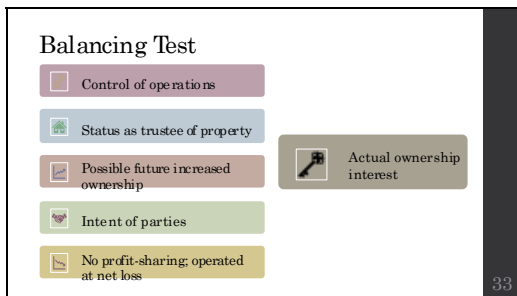 Balancing Test
Control of operations
Status as trustee of property
Possible future increased
ownership
Intent of parties
No profit-sharing; operated
at net loss
Actual ownership
interest
33